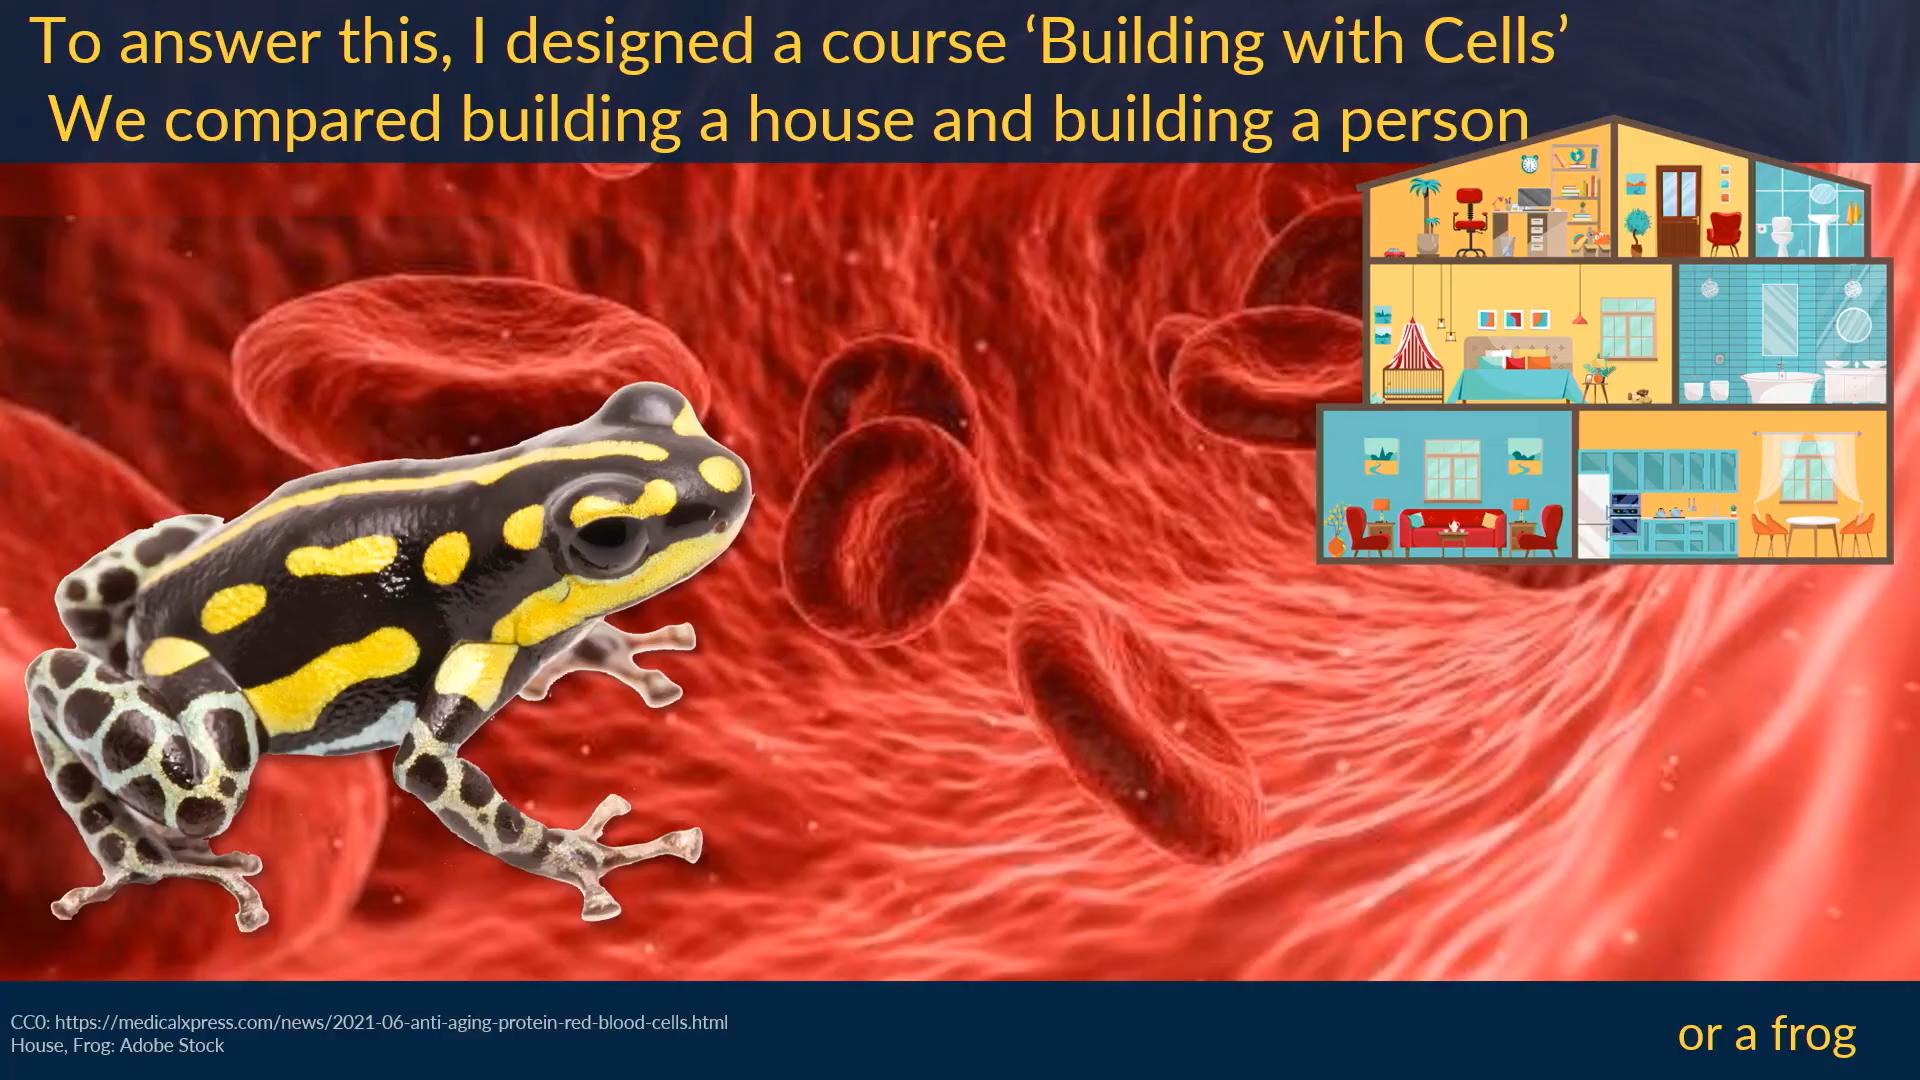 To answer this, I designed a course ‘Building with Cells’
We compared building a house and building a person
CC0: https://medicalxpress.com/news/2021-06-anti-aging-protein-red-blood-cells.html
House, Frog: Adobe Stock
or a frog